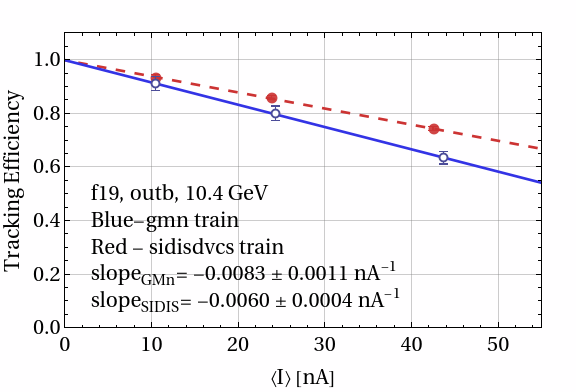 1.0
0.8
0.6
0.4
0.2
0.0
Tracking Efficiency
f19, outb, 10.4 GeV
Blue−gmn train
Red − sidisdvcs train
slope_GMn= −0.0083 ± 0.0011 nA⁻¹
slope_SIDIS= −0.0060 ± 0.0004 nA⁻¹
0 10 20 30 40 50
⟨I⟩ [nA]